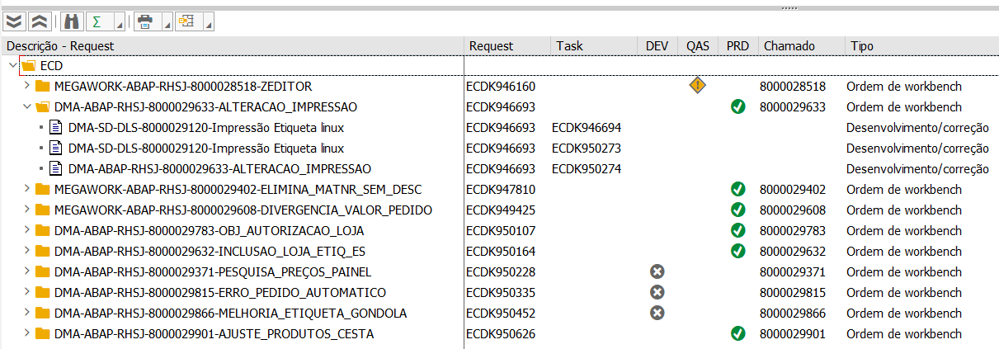 Descrição - Request Request Task DEV QAS PRD Chamado Tipo
ECD
MEGAWORK-ABAP-RHSJ-8000028518-ZEDITOR ECDK946160 8000028518 Ordem de workbench
DMA-ABAP-RHSJ-8000029633-ALTERACAO_IMPRESSAO ECDK946693 8000029633 Ordem de workbench
DMA-SD-DLS-8000029120-Impressão Etiqueta linux ECDK946693 ECDK946694 Desenvolvimento/correção
DMA-SD-DLS-8000029120-Impressão Etiqueta linux ECDK946693 ECDK950273 Desenvolvimento/correção
DMA-ABAP-RHSJ-8000029633-ALTERACAO_IMPRESSAO ECDK946693 ECDK950274 Desenvolvimento/correção
MEGAWORK-ABAP-RHSJ-8000029402-ELIMINA_MATNR_SEM_DESC ECDK947810 8000029402 Ordem de workbench
MEGAWORK-ABAP-RHSJ-8000029608-DIVERGENCIA_VALOR_PEDIDO ECDK949425 8000029608 Ordem de workbench
DMA-ABAP-RHSJ-8000029783-OBJ_AUTORIZACAO_LOJA ECDK950107 8000029783 Ordem de workbench
DMA-ABAP-RHSJ-8000029632-INCLUSAO_LOJA_ETIQ_ES ECDK950164 8000029632 Ordem de workbench
DMA-ABAP-RHSJ-8000029371-PESQUISA_PREÇOS_PAINEL ECDK950228 8000029371 Ordem de workbench
DMA-ABAP-RHSJ-8000029815-ERRO_PEDIDO_AUTOMATICO ECDK950335 8000029815 Ordem de workbench
DMA-ABAP-RHSJ-8000029866-MELHORIA_ETIQUETA_GONDOLA ECDK950452 8000029866 Ordem de workbench
DMA-ABAP-RHSJ-8000029901-AJUSTE_PRODUTOS_CESTA ECDK950626 8000029901 Ordem de workbench